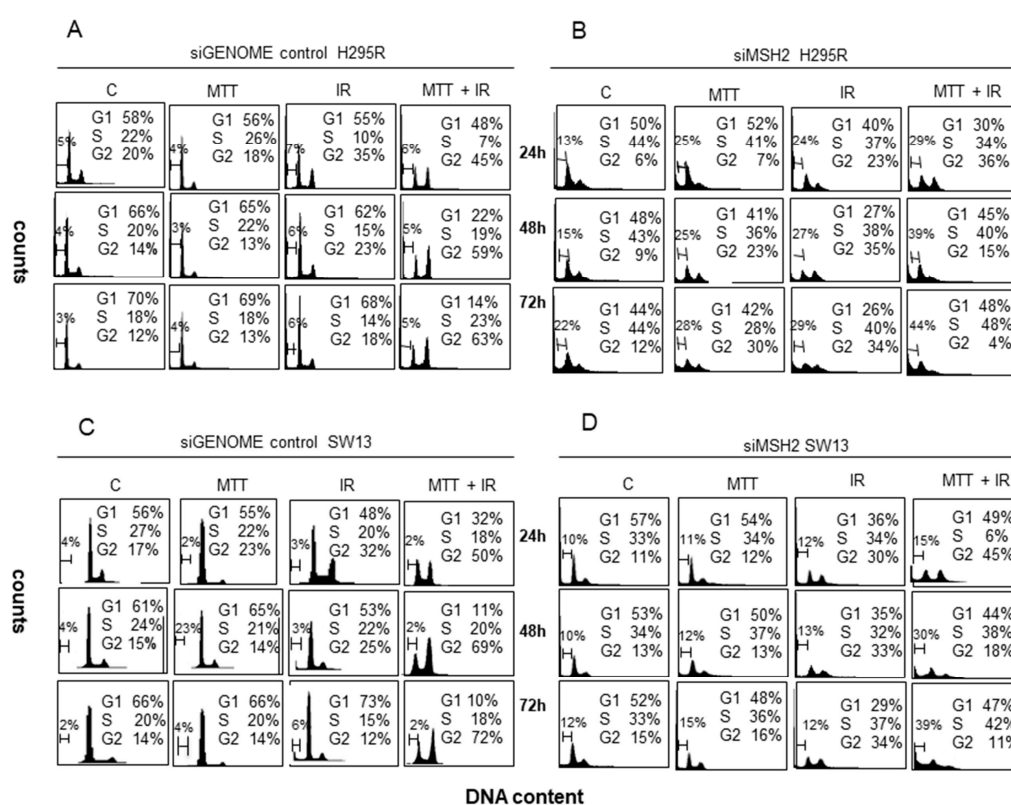 A
siGENOME control H295R
C
MTT
IR
MTT + IR
5%
G1 58%
S 22%
G2 20%
4%
G1 56%
S 26%
G2 18%
7%
G1 55%
S 10%
G2 35%
6%
G1 48%
S 7%
G2 45%
4%
G1 66%
S 20%
G2 14%
3%
G1 65%
S 22%
G2 13%
6%
G1 62%
S 15%
G2 23%
5%
G1 22%
S 19%
G2 59%
3%
G1 70%
S 18%
G2 12%
4%
G1 69%
S 18%
G2 13%
6%
G1 68%
S 14%
G2 18%
5%
G1 14%
S 23%
G2 63%
counts
24h
48h
72h
B
siMSH2 H295R
C
MTT
IR
MTT + IR
13%
G1 50%
S 44%
G2 6%
25%
G1 52%
S 41%
G2 7%
24%
G1 40%
S 37%
G2 23%
29%
G1 30%
S 34%
G2 36%
15%
G1 48%
S 43%
G2 9%
25%
G1 41%
S 36%
G2 23%
27%
G1 27%
S 38%
G2 35%
39%
G1 45%
S 40%
G2 15%
22%
G1 44%
S 44%
G2 12%
28%
G1 42%
S 28%
G2 30%
29%
G1 26%
S 40%
G2 34%
44%
G1 48%
S 48%
G2 4%
C
siGENOME control SW13
C
MTT
IR
MTT + IR
4%
G1 56%
S 27%
G2 17%
2%
G1 55%
S 22%
G2 23%
3%
G1 48%
S 20%
G2 32%
2%
G1 32%
S 18%
G2 50%
4%
G1 61%
S 24%
G2 15%
23%
G1 65%
S 21%
G2 14%
3%
G1 53%
S 22%
G2 25%
2%
G1 11%
S 20%
G2 69%
2%
G1 66%
S 20%
G2 14%
4%
G1 66%
S 20%
G2 14%
6%
G1 73%
S 15%
G2 12%
2%
G1 10%
S 18%
G2 72%
counts
24h
48h
72h
D
siMSH2 SW13
C
MTT
IR
MTT + IR
10%
G1 57%
S 33%
G2 11%
11%
G1 54%
S 34%
G2 12%
12%
G1 36%
S 34%
G2 30%
15%
G1 49%
S 6%
G2 45%
10%
G1 53%
S 34%
G2 13%
12%
G1 50%
S 37%
G2 13%
13%
G1 35%
S 32%
G2 33%
30%
G1 44%
S 38%
G2 18%
12%
G1 52%
S 33%
G2 15%
15%
G1 48%
S 36%
G2 16%
12%
G1 29%
S 37%
G2 34%
39%
G1 47%
S 42%
G2 11%
DNA content